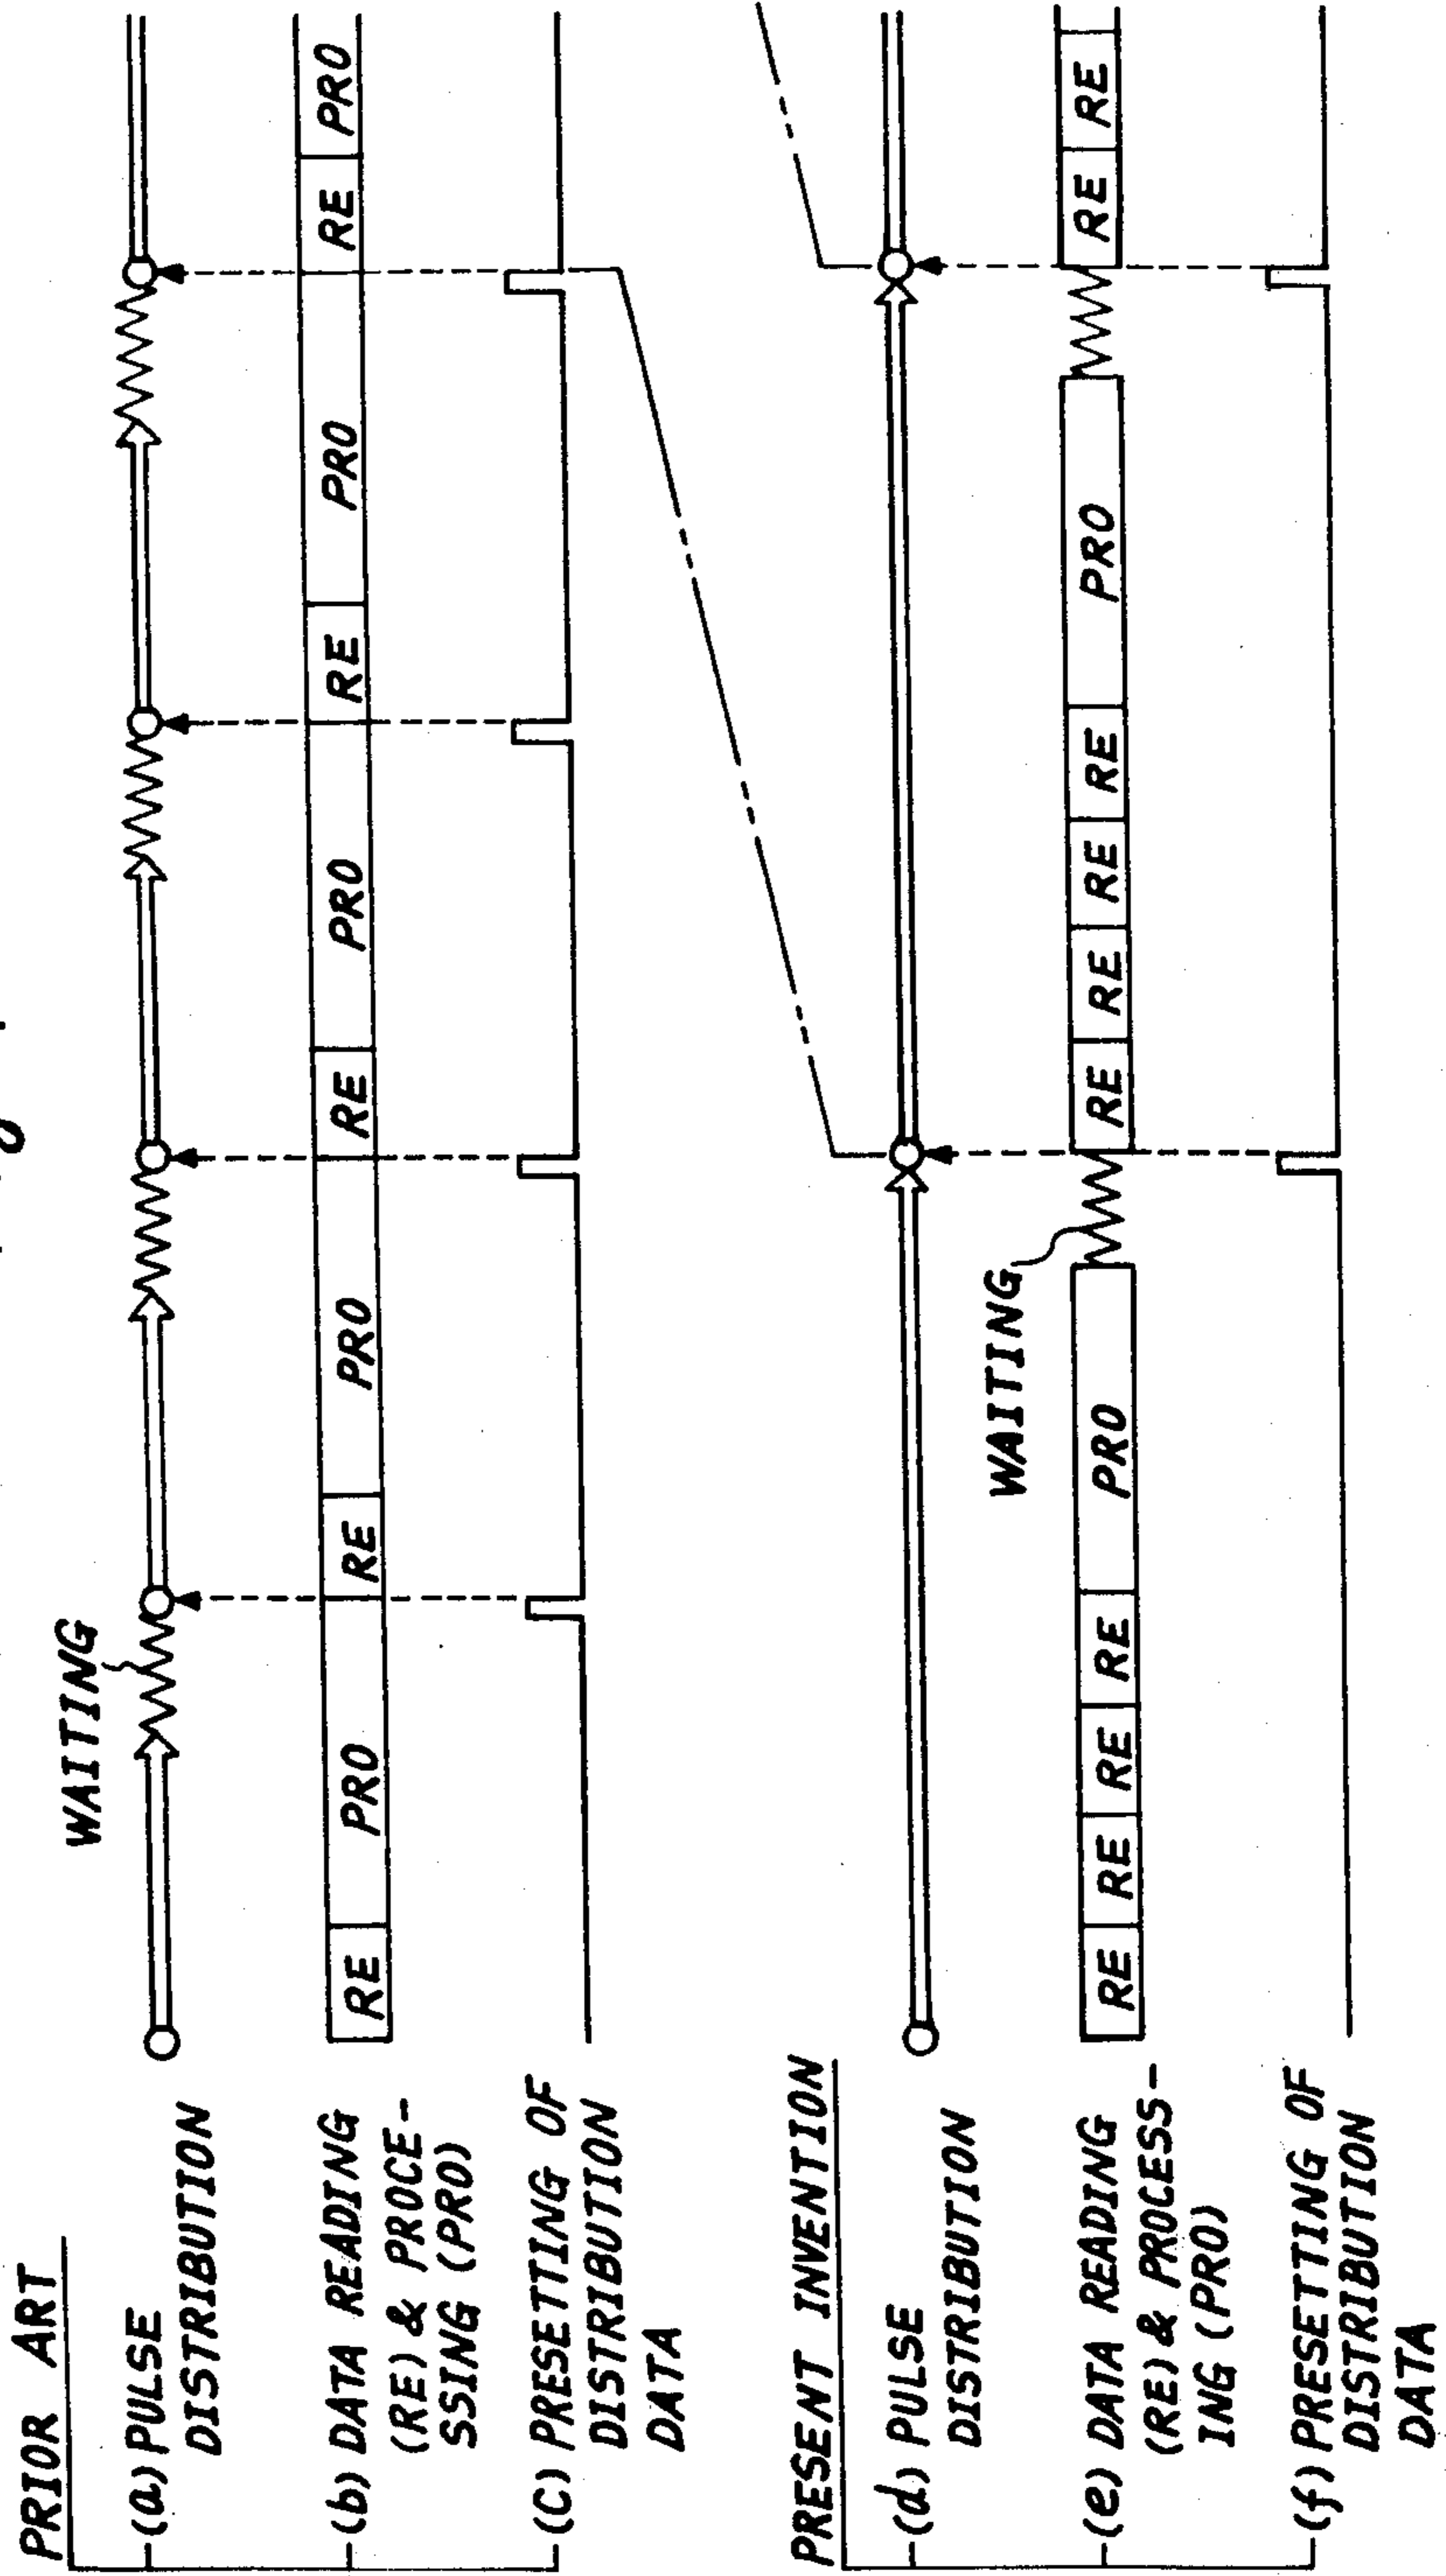 PRIOR ART
(a) PULSE
DISTRIBUTION
WAITING
(b) DATA READING
(RE) & PROCE-
SSING (PRO)
RE PRO RE PRO RE PRO RE PRO RE PRO
(C) PRESETTING OF
DISTRIBUTION
DATA
PRESENT INVENTION
(d) PULSE
DISTRIBUTION
WAITING
(e) DATA READING
(RE) & PROCESS-
ING (PRO)
RE RE RE RE PRO RE RE RE RE PRO RE RE
(f) PRESETTING OF
DISTRIBUTION
DATA